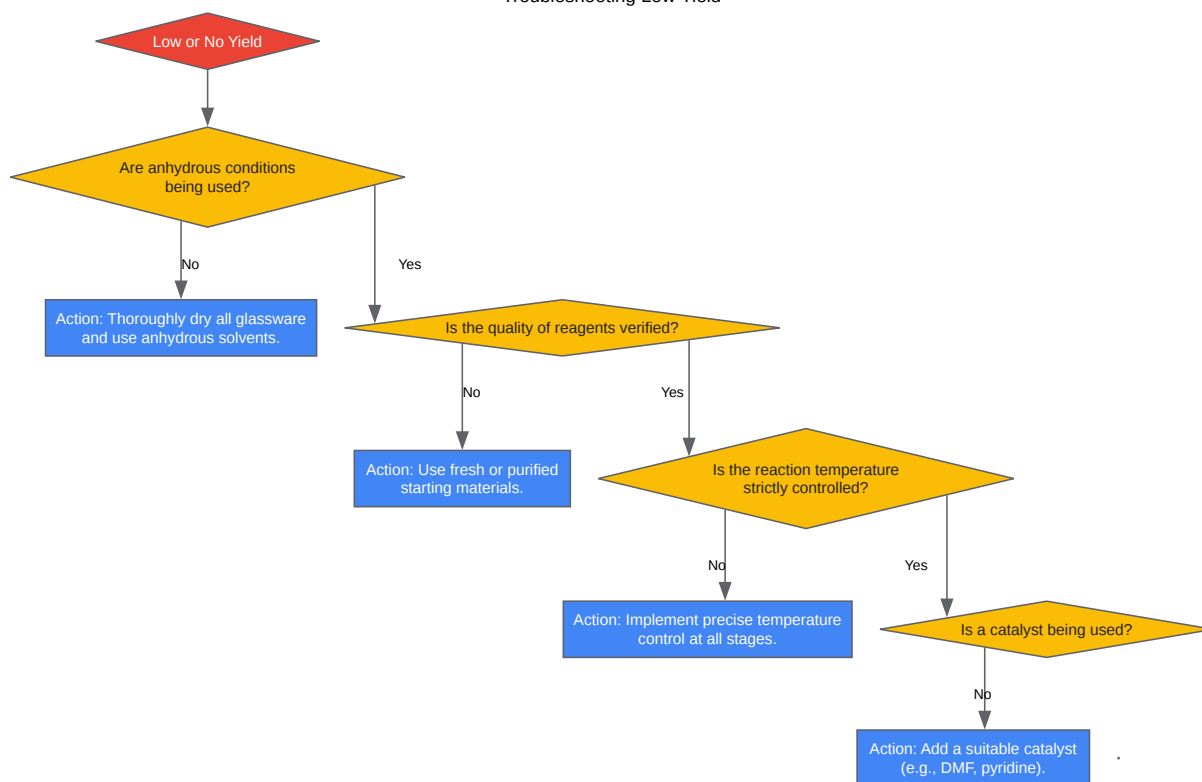 Troubleshooting Low Yield
Low or No Yield
Are anhydrous conditions
being used?
No
Yes
Action: Thoroughly dry all glassware
and use anhydrous solvents.
Is the quality of reagents verified?
No
Yes
Action: Use fresh or purified
starting materials.
Is the reaction temperature
strictly controlled?
No
Yes
Action: Implement precise temperature
control at all stages.
Is a catalyst being used?
No
Action: Add a suitable catalyst
(e.g., DMF, pyridine).